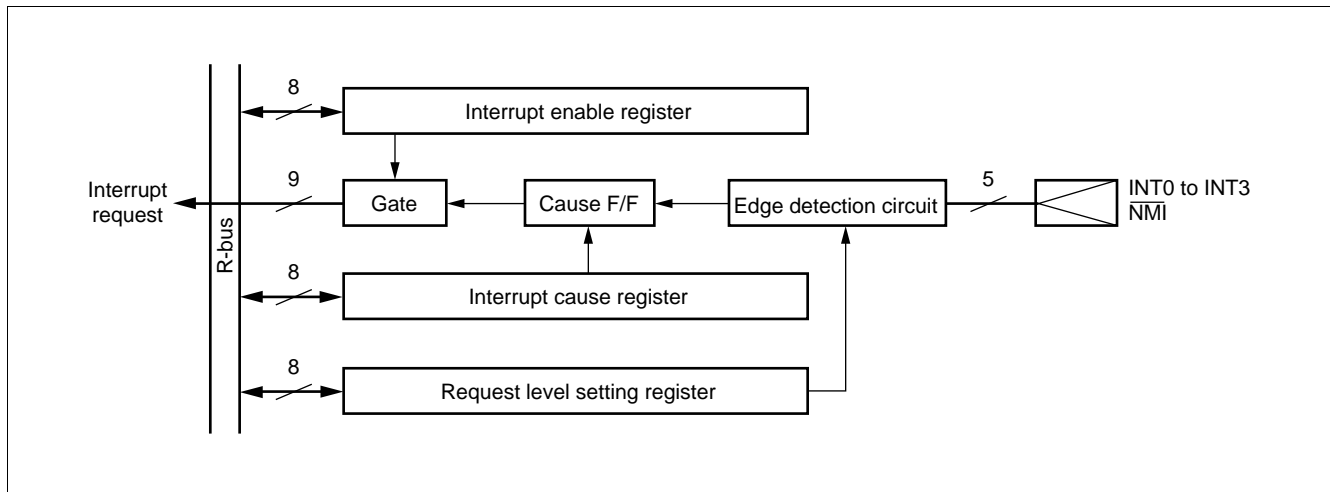 8
Interrupt enable register
Interrupt
request
9
Gate
Cause F/F
Edge detection circuit
5
INT0 to INT3
NMI
R-bus
8
Interrupt cause register
8
Request level setting register